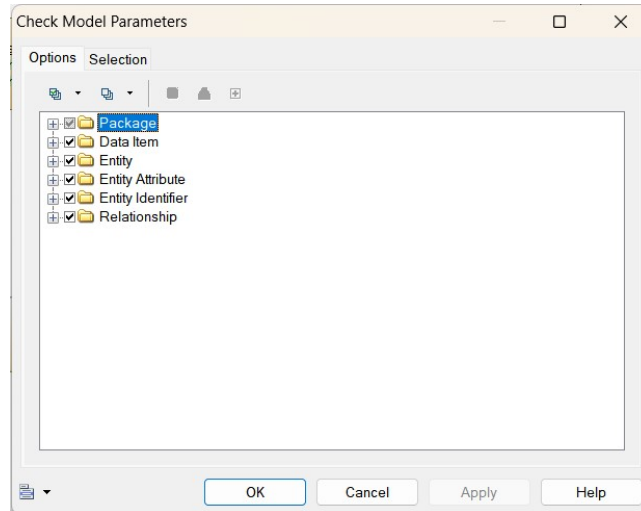 Check Model Parameters
Options Selection
Package
Data Item
Entity
Entity Attribute
Entity Identifier
Relationship
OK Cancel Apply Help